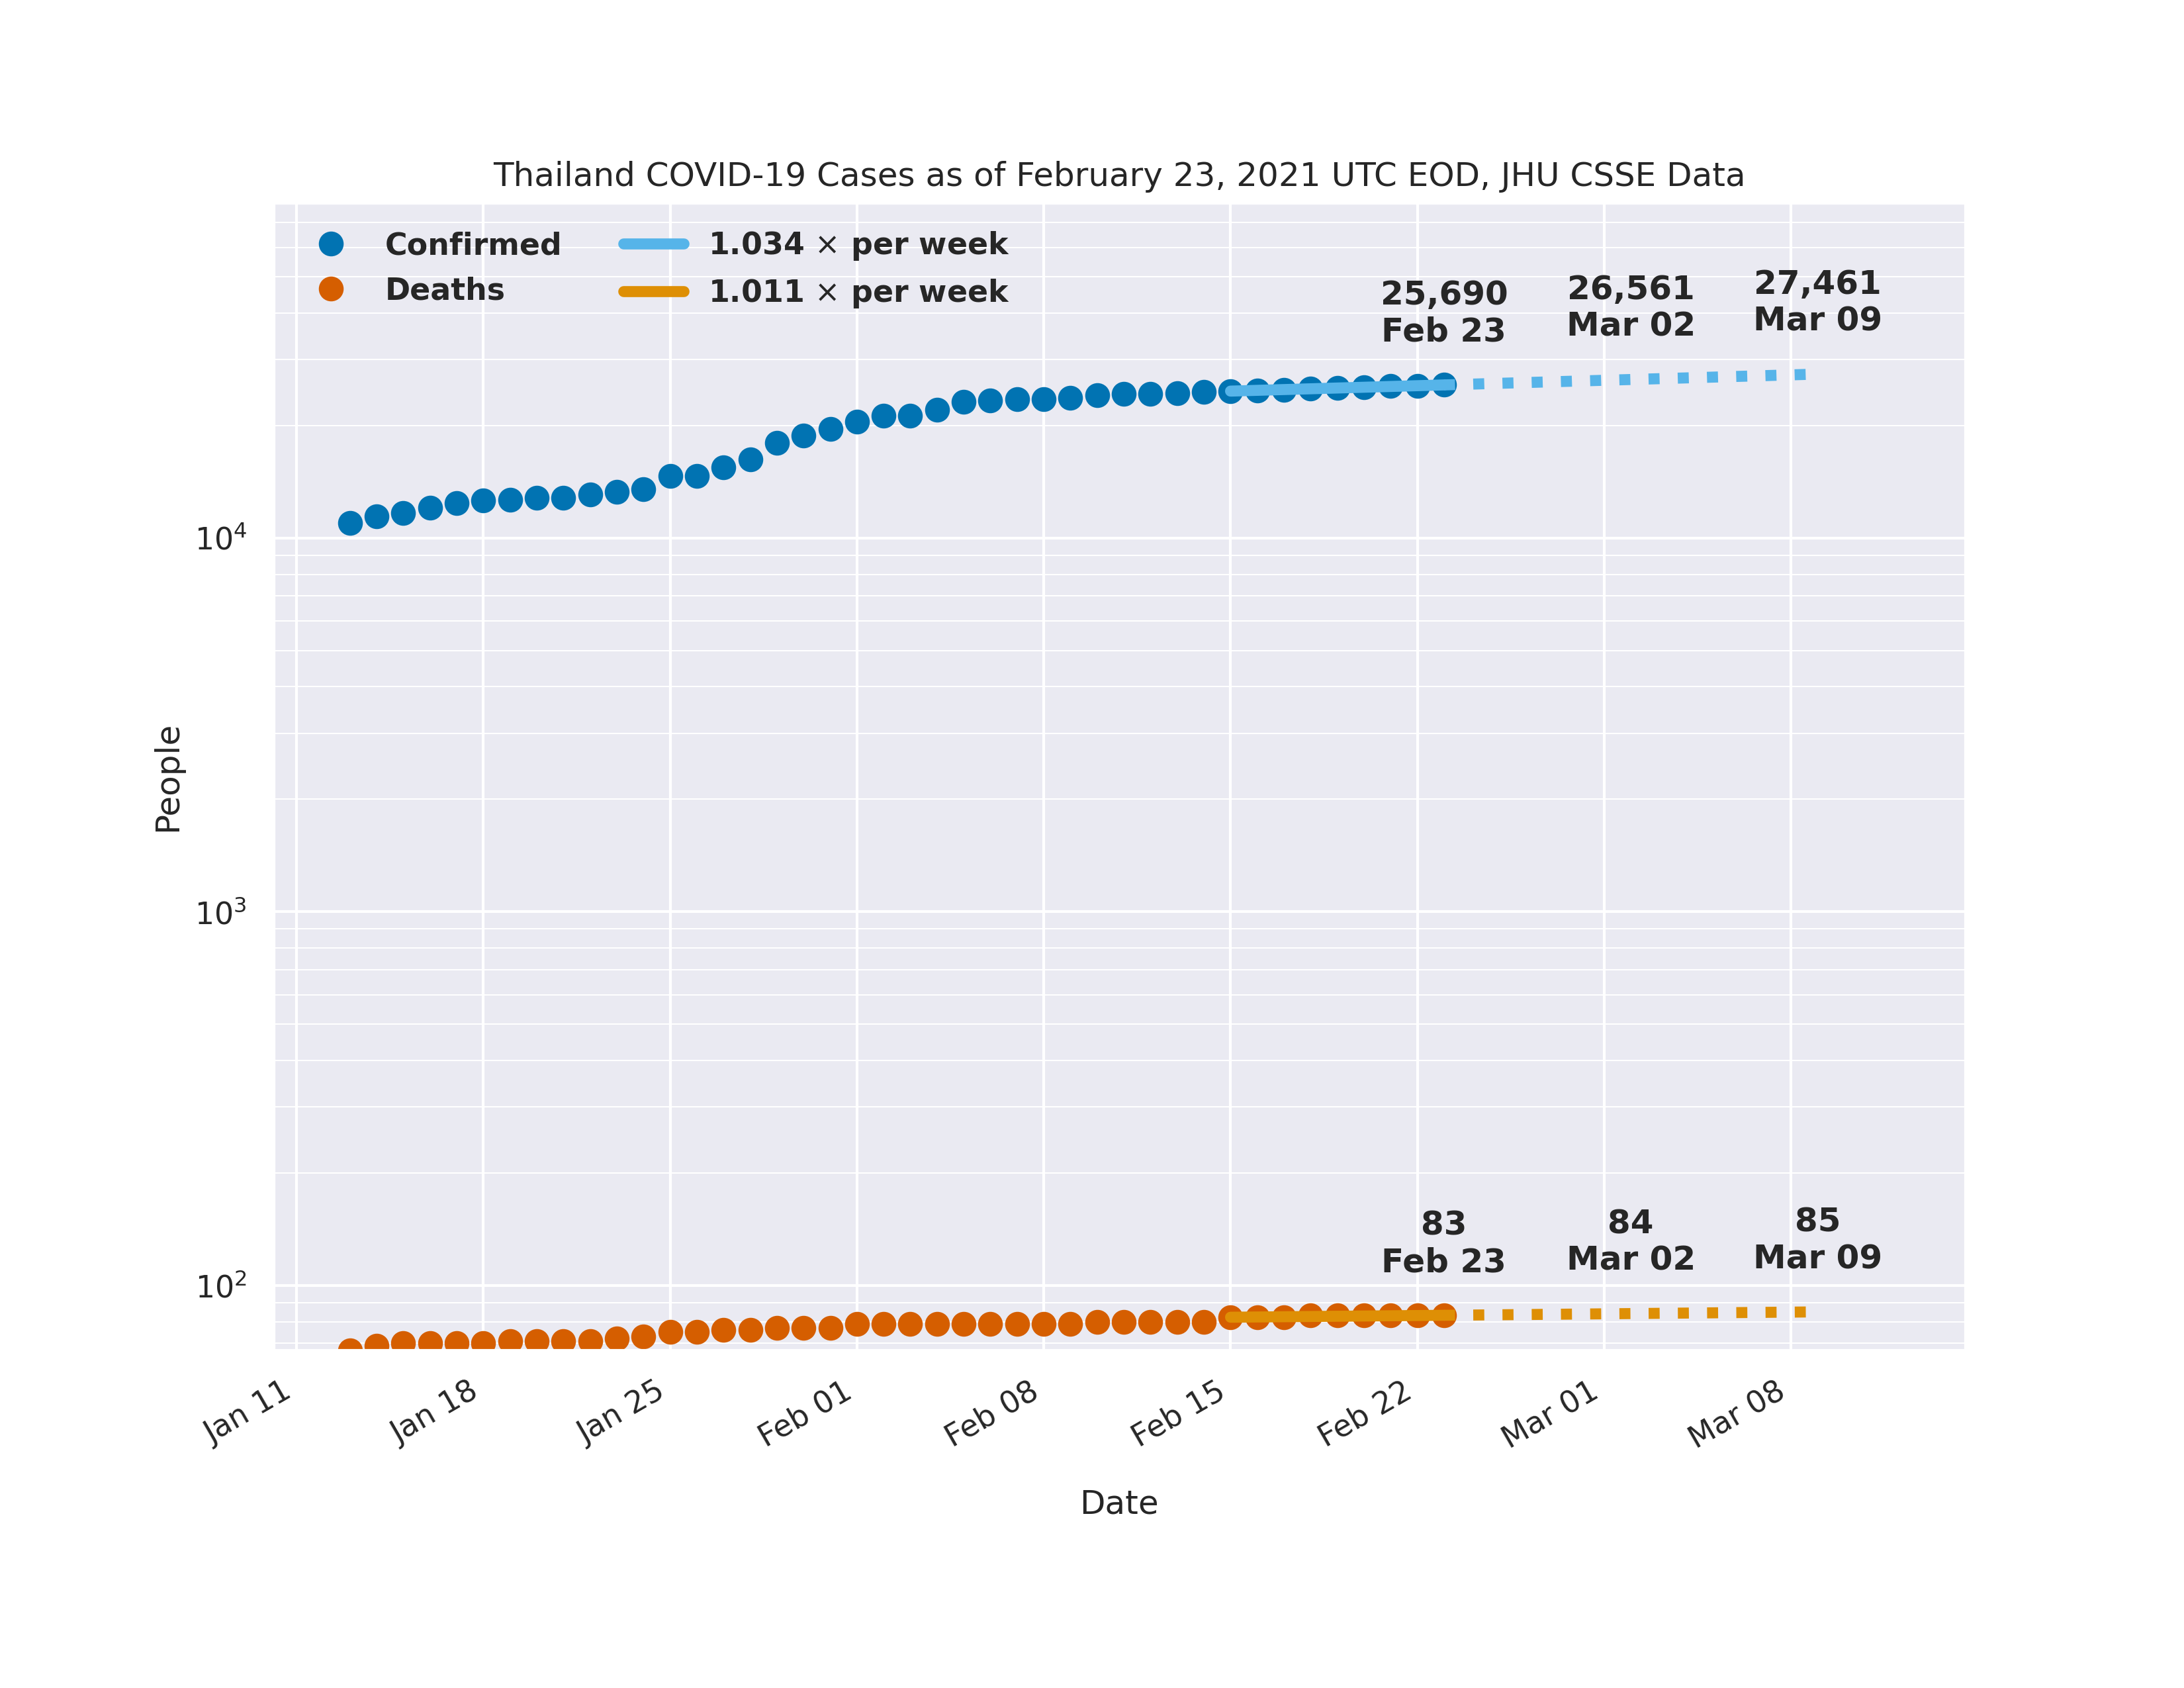 Thailand COVID-19 Cases as of February 23, 2021 UTC EOD, JHU CSSE Data
Confirmed
Deaths
1.034 × per week
1.011 × per week
25,690
Feb 23
26,561
Mar 02
27,461
Mar 09
10⁴
10³
10²
People
83
Feb 23
84
Mar 02
85
Mar 09
Jan 11
Jan 18
Jan 25
Feb 01
Feb 08
Feb 15
Feb 22
Mar 01
Mar 08
Date